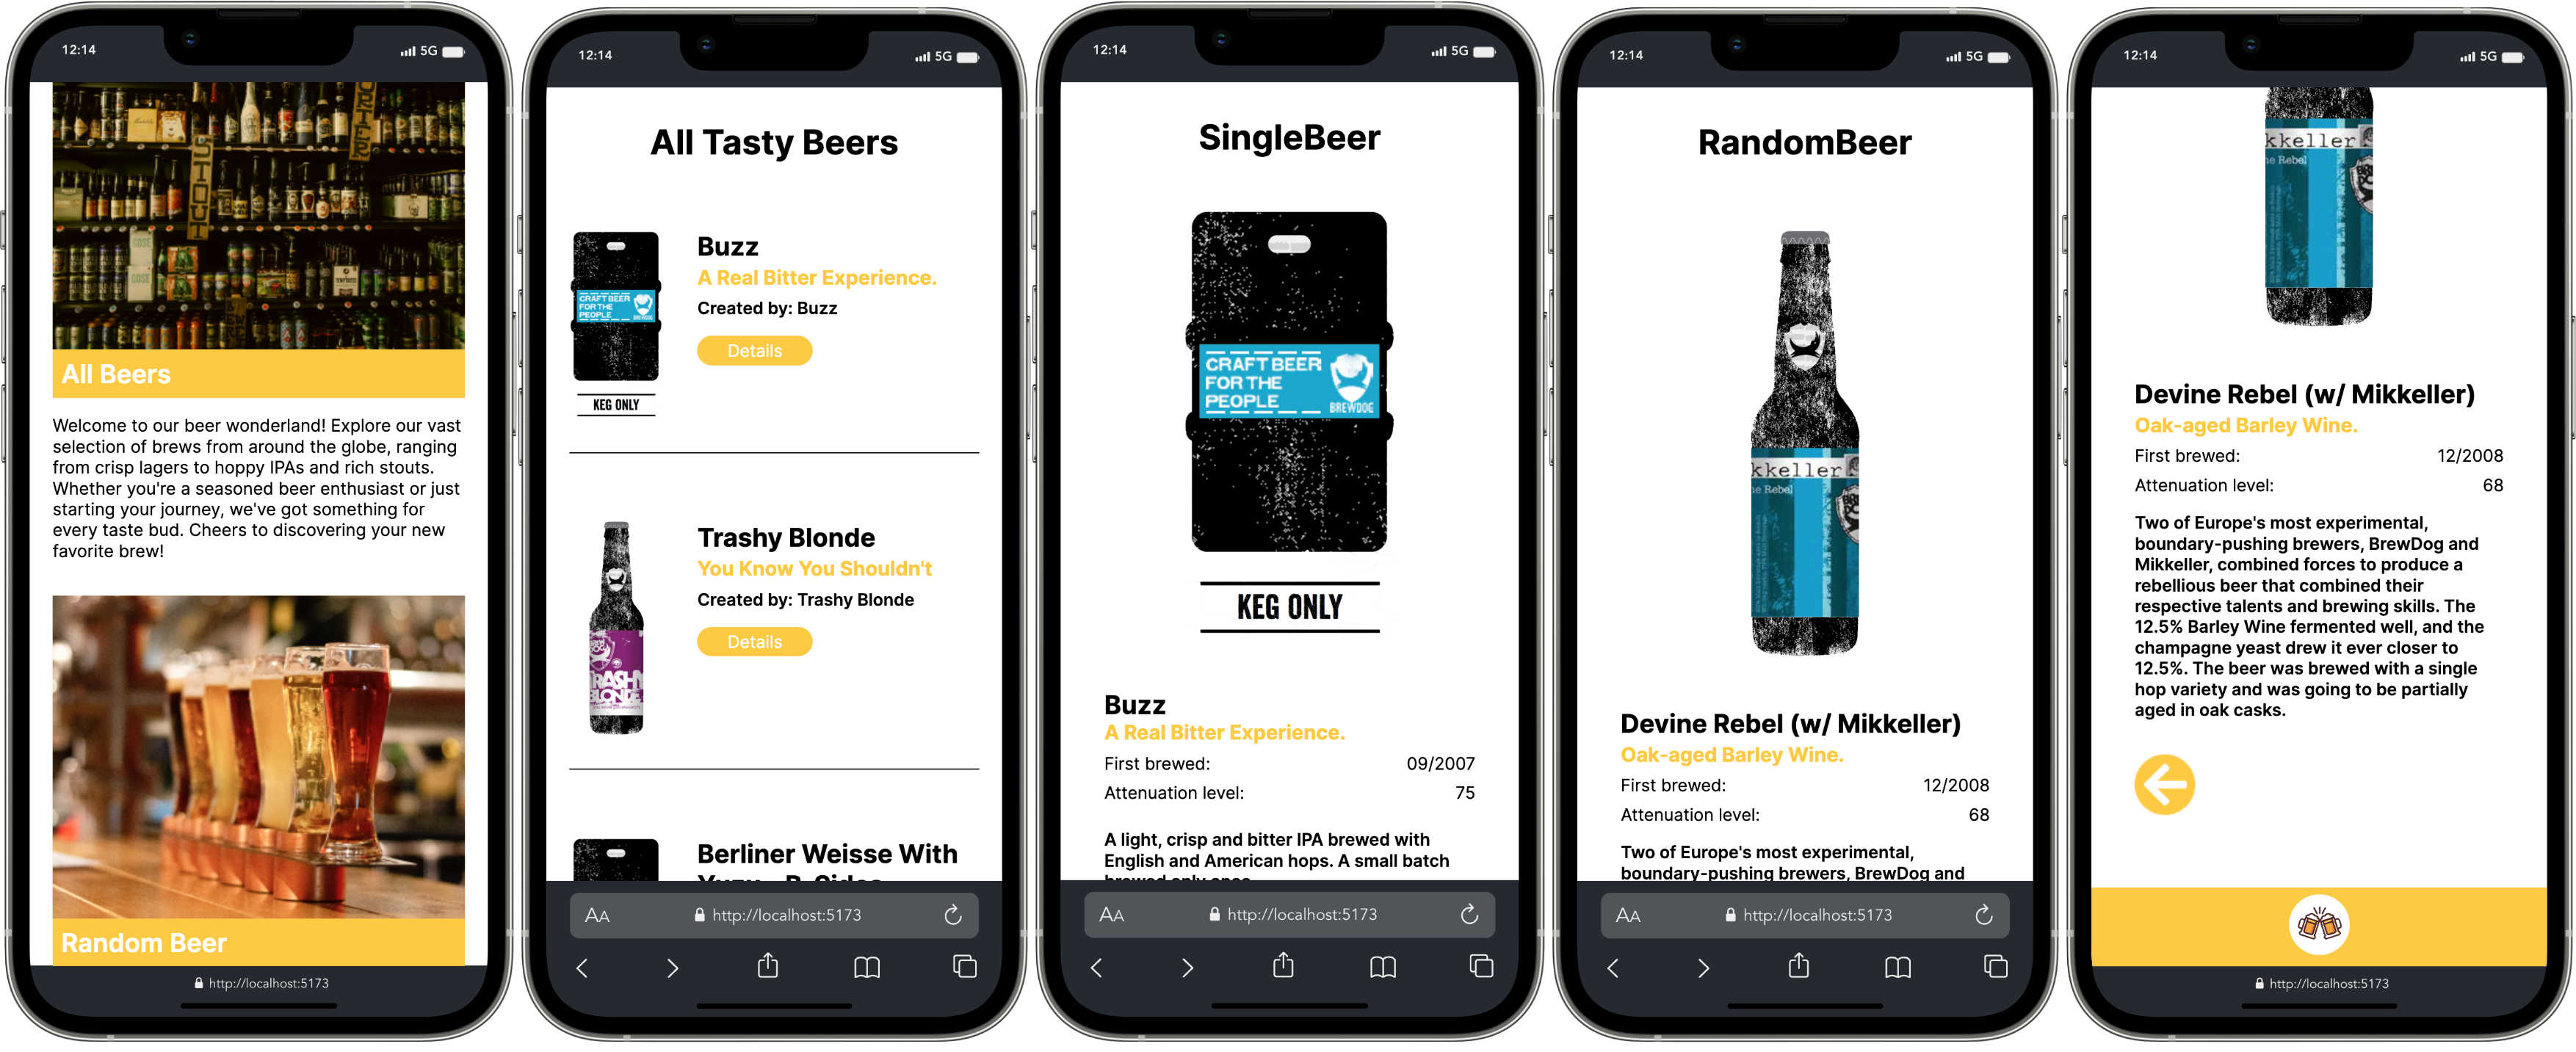 12:14
5G
All Beers
Welcome to our beer wonderland! Explore our vast
selection of brews from around the globe, ranging
from crisp lagers to hoppy IPAs and rich stouts.
Whether you're a seasoned beer enthusiast or just
starting your journey, we've got something for
every taste bud. Cheers to discovering your new
favorite brew!
Random Beer
http://localhost:5173
12:14
5G
All Tasty Beers
CRAFT BEER
FOR THE
PEOPLE
BREWDOG
KEG ONLY
Buzz
A Real Bitter Experience.
Created by: Buzz
Details
Trashy Blonde
You Know You Shouldn't
Created by: Trashy Blonde
Details
Berliner Weisse With
AA
http://localhost:5173
12:14
5G
SingleBeer
CRAFT BEER
FOR THE
PEOPLE
BREWDOG
KEG ONLY
Buzz
A Real Bitter Experience.
First brewed: 09/2007
Attenuation level: 75
A light, crisp and bitter IPA brewed with
English and American hops. A small batch
brewed only once.
AA
http://localhost:5173
12:14
5G
RandomBeer
kkeller
ne Rebel
Devine Rebel (w/ Mikkeller)
Oak-aged Barley Wine.
First brewed: 12/2008
Attenuation level: 68
Two of Europe's most experimental,
boundary-pushing brewers, BrewDog and
AA
http://localhost:5173
12:14
5G
kkeller
ne Rebel
Devine Rebel (w/ Mikkeller)
Oak-aged Barley Wine.
First brewed: 12/2008
Attenuation level: 68
Two of Europe's most experimental,
boundary-pushing brewers, BrewDog and
Mikkeller, combined forces to produce a
rebellious beer that combined their
respective talents and brewing skills. The
12.5% Barley Wine fermented well, and the
champagne yeast drew it ever closer to
12.5%. The beer was brewed with a single
hop variety and was going to be partially
aged in oak casks.
http://localhost:5173